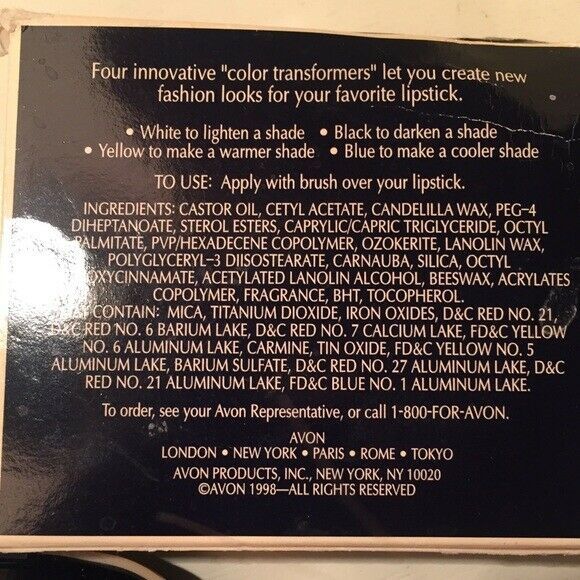 Four innovative "color transformers" let you create new
fashion looks for your favorite lipstick.
• White to lighten a shade • Black to darken a shade
• Yellow to make a warmer shade • Blue to make a cooler shade
TO USE: Apply with brush over your lipstick.
INGREDIENTS: CASTOR OIL, CETYL ACETATE, CANDELILLA WAX, PEG-4
DIHEPTANOATE, STEROL ESTERS, CAPRYLIC/CAPRIC TRIGLYCERIDE, OCTYL
PALMITATE, PVP/HEXADECENE COPOLYMER, OZOKERITE, LANOLIN WAX,
POLYGLYCERYL-3 DIISOSTEARATE, CARNAUBA, SILICA, OCTYL
OXYCINNAMATE, ACETYLATED LANOLIN ALCOHOL, BEESWAX, ACRYLATES
COPOLYMER, FRAGRANCE, BHT, TOCOPHEROL.
CONTAIN: MICA, TITANIUM DIOXIDE, IRON OXIDES, D&C RED NO. 21,
D&C RED NO. 6 BARIUM LAKE, D&C RED NO. 7 CALCIUM LAKE, FD&C YELLOW
NO. 6 ALUMINUM LAKE, CARMINE, TIN OXIDE, FD&C YELLOW NO. 5
ALUMINUM LAKE, BARIUM SULFATE, D&C RED NO. 27 ALUMINUM LAKE, D&C
RED NO. 21 ALUMINUM LAKE, FD&C BLUE NO. 1 ALUMINUM LAKE.
To order, see your Avon Representative, or call 1-800-FOR-AVON.
AVON
LONDON • NEW YORK • PARIS • ROME • TOKYO
AVON PRODUCTS, INC., NEW YORK, NY 10020
©AVON 1998—ALL RIGHTS RESERVED